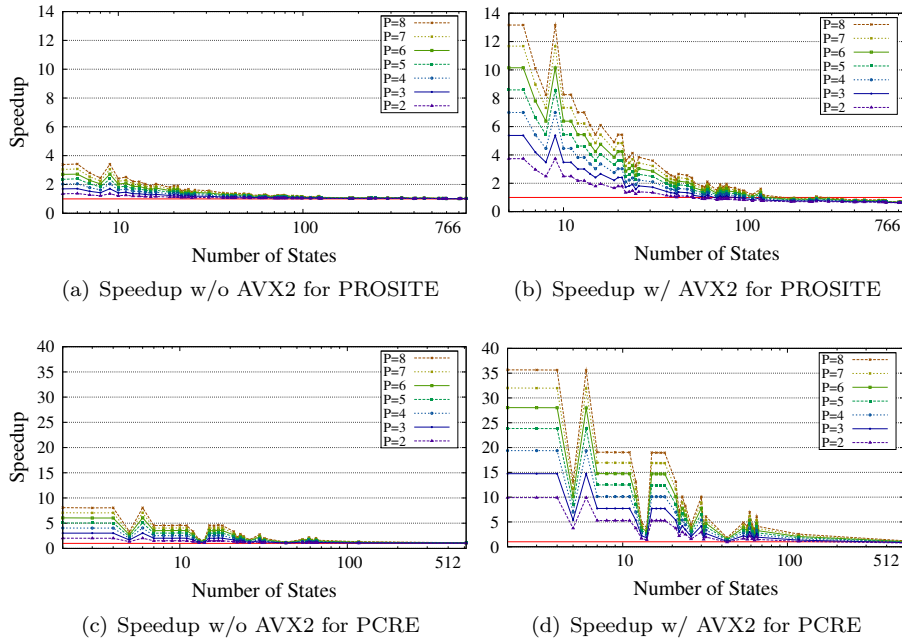 14
12
10
8
6
4
2
0
Speedup
P=8
P=7
P=6
P=5
P=4
P=3
P=2
10
100
766
Number of States
(a) Speedup w/o AVX2 for PROSITE
14
12
10
8
6
4
2
0
P=8
P=7
P=6
P=5
P=4
P=3
P=2
10
100
766
Number of States
(b) Speedup w/ AVX2 for PROSITE
40
35
30
25
20
15
10
5
0
Speedup
P=8
P=7
P=6
P=5
P=4
P=3
P=2
10
100
512
Number of States
(c) Speedup w/o AVX2 for PCRE
40
35
30
25
20
15
10
5
0
P=8
P=7
P=6
P=5
P=4
P=3
P=2
10
100
512
Number of States
(d) Speedup w/ AVX2 for PCRE